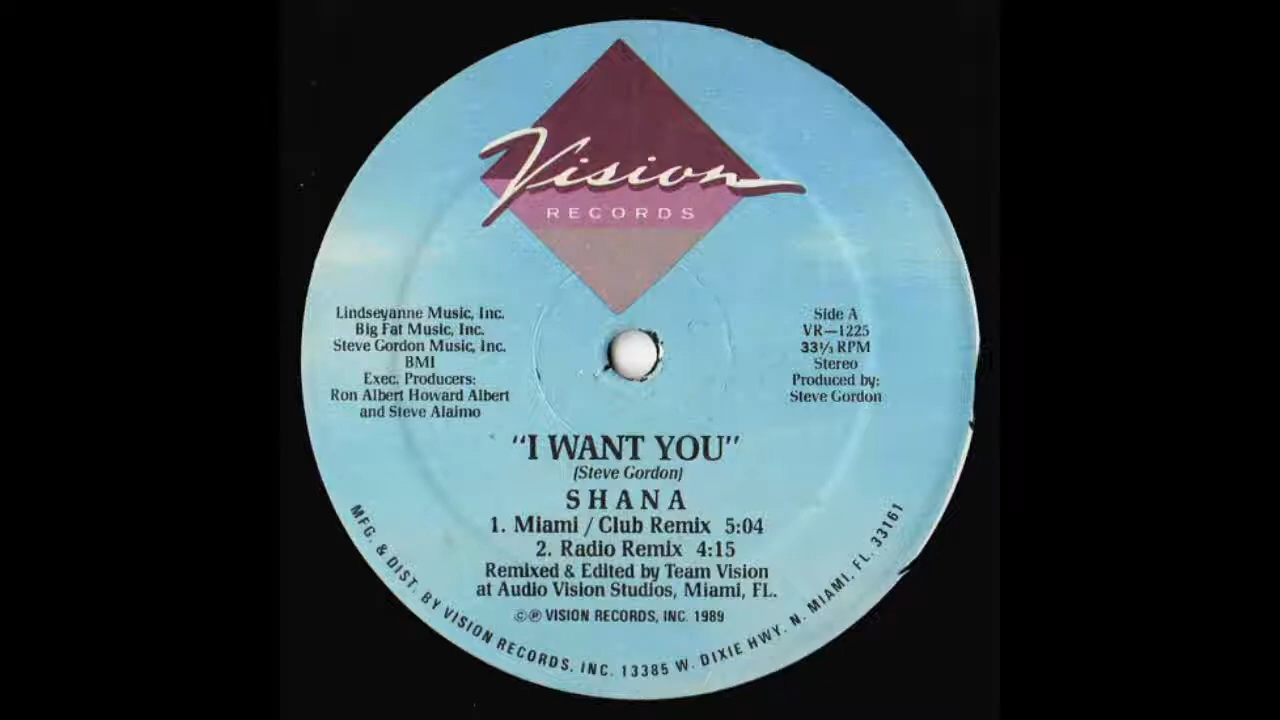 Vision
RECORDS
Lindseyanne Music, Inc.
Big Fat Music, Inc.
Steve Gordon Music, Inc.
BMI
Exec. Producers:
Ron Albert Howard Albert
and Steve Alaimo
Side A
VR—1225
33⅓ RPM
Stereo
Produced by:
Steve Gordon
"I WANT YOU"
(Steve Gordon)
SHANA
1. Miami / Club Remix 5:04
2. Radio Remix 4:15
Remixed & Edited by Team Vision
at Audio Vision Studios, Miami, FL.
©℗ VISION RECORDS, INC. 1989
MFG. & DIST. BY VISION RECORDS, INC. 13385 W. DIXIE HWY. N. MIAMI, FL. 33161